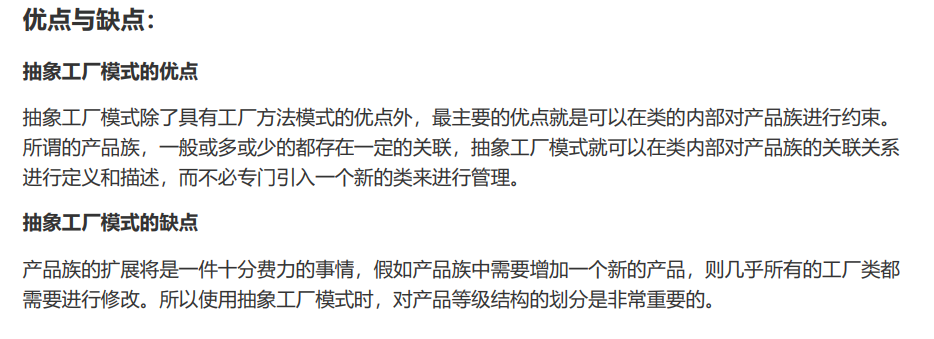 优点与缺点：
抽象工厂模式的优点
抽象工厂模式除了具有工厂方法模式的优点外，最主要的优点就是可以在类的内部对产品族进行约束。
所谓的产品族，一般或多或少的都存在一定的关联，抽象工厂模式就可以在类内部对产品族的关联关系
进行定义和描述，而不必专门引入一个新的类来进行管理。
抽象工厂模式的缺点
产品族的扩展将是一件十分费力的事情，假如产品族中需要增加一个新的产品，则几乎所有的工厂类都
需要进行修改。所以使用抽象工厂模式时，对产品等级结构的划分是非常重要的。